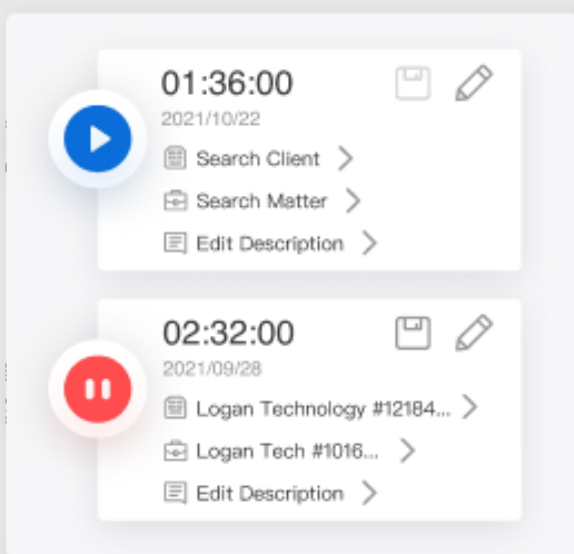 01:36:00
2021/10/22
Search Client
Search Matter
Edit Description
02:32:00
2021/09/28
Logan Technology #12184...
Logan Tech #1016...
Edit Description